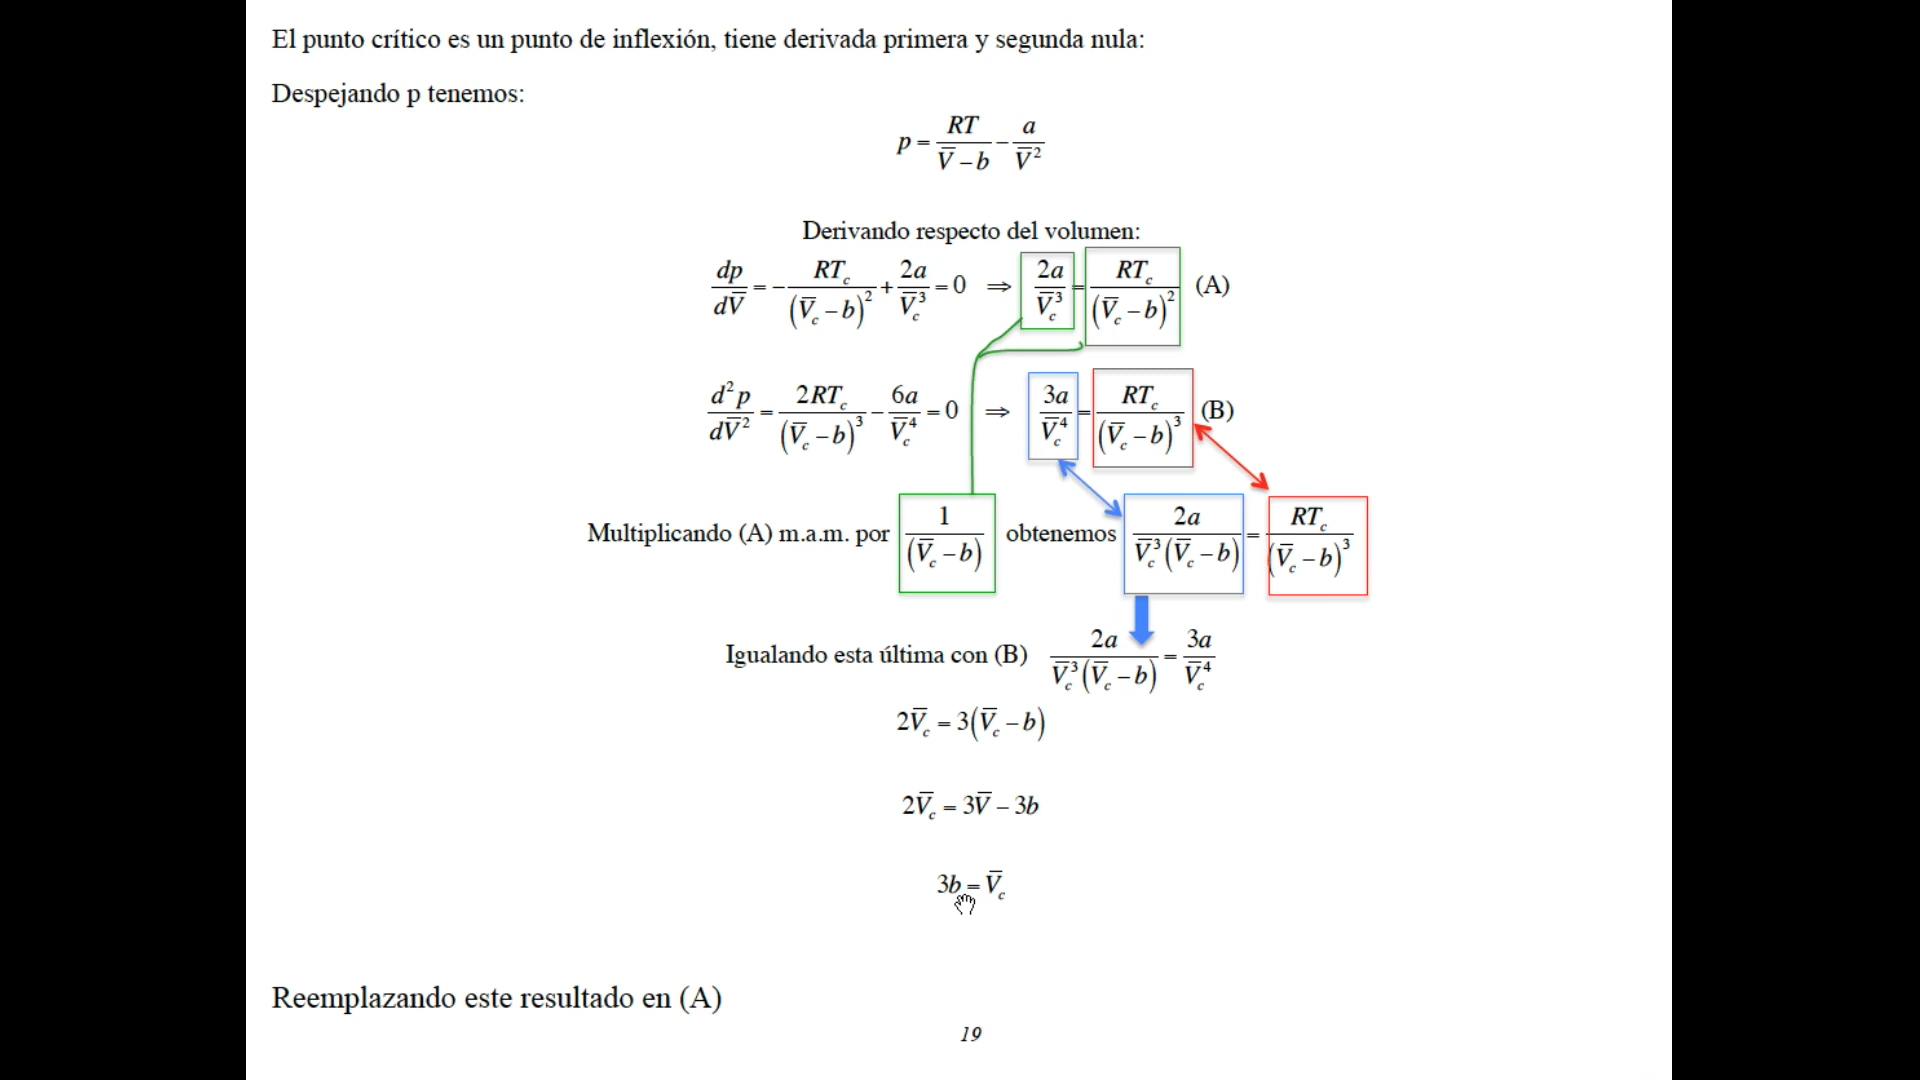 El punto crítico es un punto de inflexión, tiene derivada primera y segunda nula:
Despejando p tenemos:
p = RT/(V̅ – b) – a/V̅²
Derivando respecto del volumen:
dp/dV̅ = – RT_c/(V̅_c – b)² + 2a/V̅_c³ = 0 ⇒ 2a/V̅_c³ = RT_c/(V̅_c – b)² (A)
d²p/dV̅² = 2RT_c/(V̅_c – b)³ – 6a/V̅_c⁴ = 0 ⇒ 3a/V̅_c⁴ = RT_c/(V̅_c – b)³ (B)
Multiplicando (A) m.a.m. por 1/(V̅_c – b) obtenemos 2a/V̅_c³(V̅_c – b) = RT_c/(V̅_c – b)³
Igualando esta última con (B) 2a/V̅_c³(V̅_c – b) = 3a/V̅_c⁴
2V̅_c = 3(V̅_c – b)
2V̅_c = 3V̅ – 3b
3b = V̅_c
Reemplazando este resultado en (A)
19